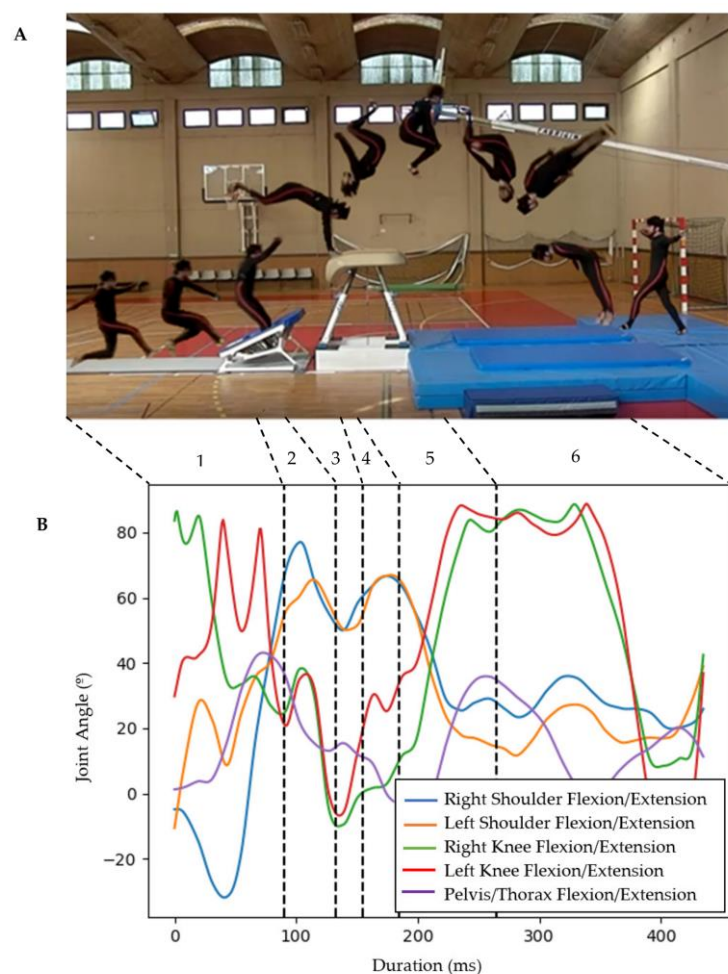 A
1 2 3 4 5 6
B
80
60
40
20
0
−20
Joint Angle (º)
Right Shoulder Flexion/Extension
Left Shoulder Flexion/Extension
Right Knee Flexion/Extension
Left Knee Flexion/Extension
Pelvis/Thorax Flexion/Extension
0 100 200 300 400
Duration (ms)